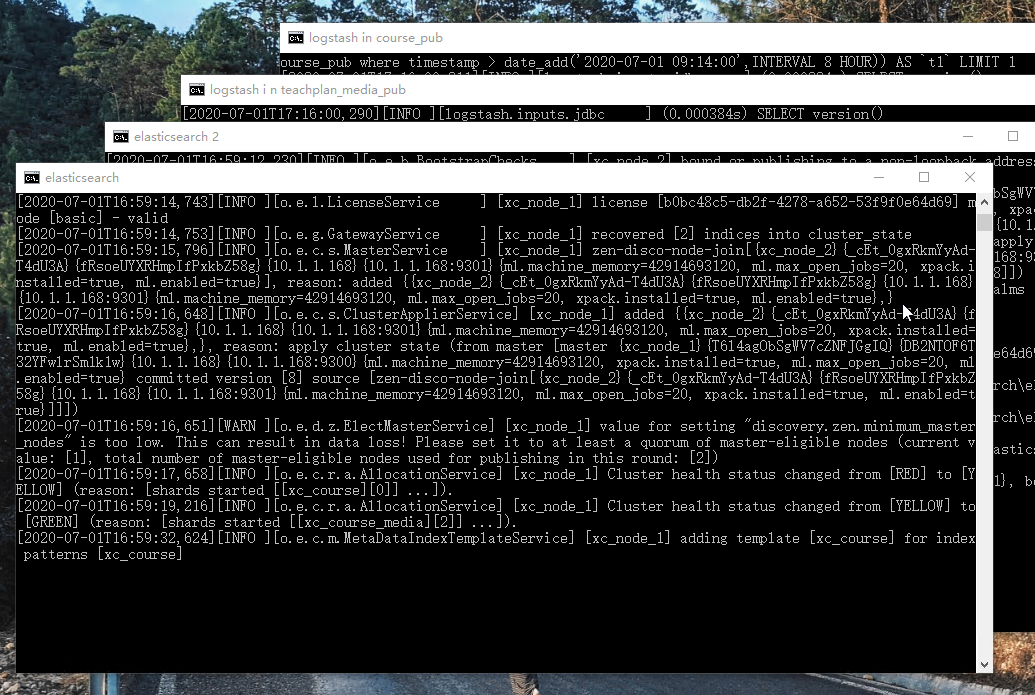 logstash in course_pub
ourse_pub where timestamp > date_add('2020-07-01 09:14:00',INTERVAL 8 HOUR)) AS `t1` LIMIT 1
logstash i n teachplan_media_pub
[2020-07-01T17:16:00,290][INFO ][logstash.inputs.jdbc     ] (0.000384s) SELECT version()
elasticsearch 2
[2020-07-01T16:59:12,230][INFO ][o.e.b.BootstrapChecks    ] [xc_node_2] bound or publishing to a non-loopback address
elasticsearch
[2020-07-01T16:59:14,743][INFO ][o.e.l.LicenseService     ] [xc_node_1] license [b0bc48c5-db2f-4278-a652-53f9f0e64d69] m
ode [basic] - valid
[2020-07-01T16:59:14,753][INFO ][o.e.g.GatewayService     ] [xc_node_1] recovered [2] indices into cluster_state
[2020-07-01T16:59:15,796][INFO ][o.e.c.s.MasterService    ] [xc_node_1] zen-disco-node-join[{xc_node_2}{_cEt_0gxRkmYyAd-
T4dU3A}{fRsoeUYXRHmpIfPxkbZ58g}{10.1.1.168}{10.1.1.168:9301}{ml.machine_memory=42914693120, ml.max_open_jobs=20, xpack.i
nstalled=true, ml.enabled=true}], reason: added {{xc_node_2}{_cEt_0gxRkmYyAd-T4dU3A}{fRsoeUYXRHmpIfPxkbZ58g}{10.1.1.168}
{10.1.1.168:9301}{ml.machine_memory=42914693120, ml.max_open_jobs=20, xpack.installed=true, ml.enabled=true},}
[2020-07-01T16:59:16,648][INFO ][o.e.c.s.ClusterApplierService] [xc_node_1] added {{xc_node_2}{_cEt_0gxRkmYyAd-T4dU3A}{f
RsoeUYXRHmpIfPxkbZ58g}{10.1.1.168}{10.1.1.168:9301}{ml.machine_memory=42914693120, ml.max_open_jobs=20, xpack.installed=
true, ml.enabled=true},}, reason: apply cluster state (from master [master {xc_node_1}{T614agObSgWV7cZNFJGgIQ}{DB2NTOF6T
32YFw1rSm1k1w}{10.1.1.168}{10.1.1.168:9300}{ml.machine_memory=42914693120, xpack.installed=true, ml.max_open_jobs=20, ml
.enabled=true} committed version [8] source [zen-disco-node-join[{xc_node_2}{_cEt_0gxRkmYyAd-T4dU3A}{fRsoeUYXRHmpIfPxkbZ
58g}{10.1.1.168}{10.1.1.168:9301}{ml.machine_memory=42914693120, ml.max_open_jobs=20, xpack.installed=true, ml.enabled=t
rue}]]])
[2020-07-01T16:59:16,651][WARN ][o.e.d.z.ElectMasterService] [xc_node_1] value for setting "discovery.zen.minimum_master
_nodes" is too low. This can result in data loss! Please set it to at least a quorum of master-eligible nodes (current v
alue: [1], total number of master-eligible nodes used for publishing in this round: [2])
[2020-07-01T16:59:17,658][INFO ][o.e.c.r.a.AllocationService] [xc_node_1] Cluster health status changed from [RED] to [Y
ELLOW] (reason: [shards started [[xc_course][0]] ...]).
[2020-07-01T16:59:19,216][INFO ][o.e.c.r.a.AllocationService] [xc_node_1] Cluster health status changed from [YELLOW] to
 [GREEN] (reason: [shards started [[xc_course_media][2]] ...]).
[2020-07-01T16:59:32,624][INFO ][o.e.c.m.MetaDataIndexTemplateService] [xc_node_1] adding template [xc_course] for index
 patterns [xc_course]